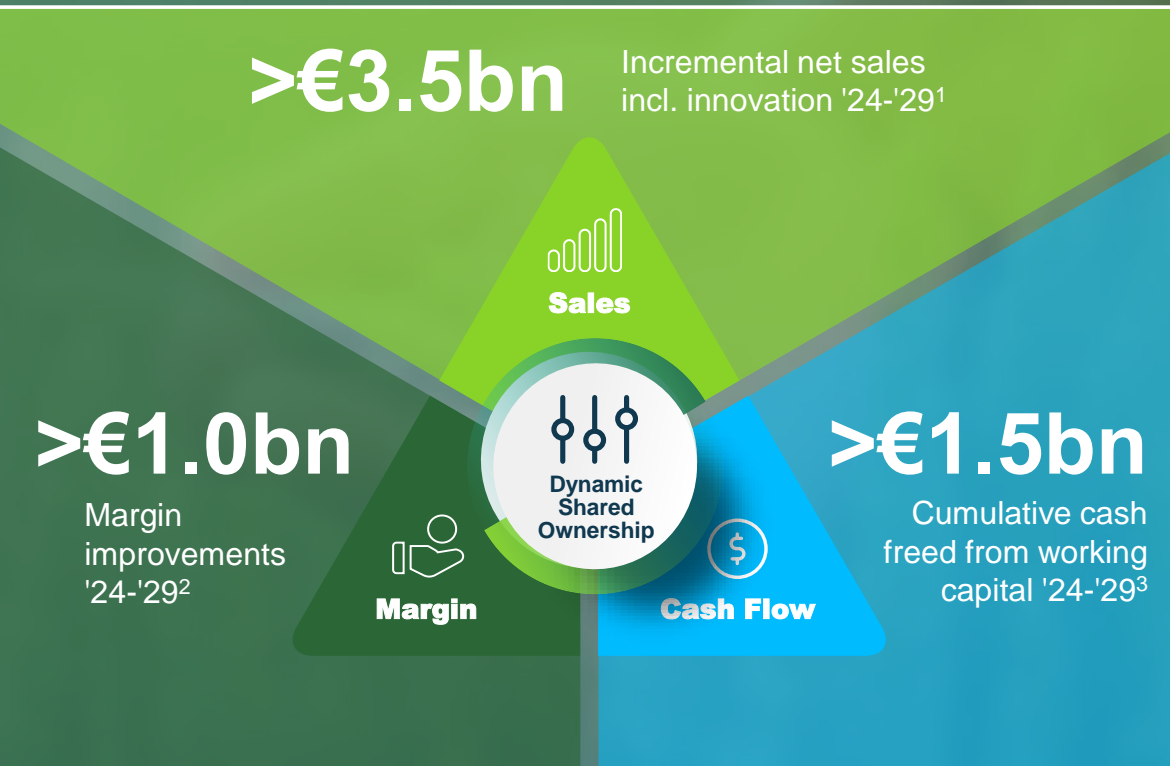 >€3.5bn
Incremental net sales
incl. innovation '24-'29¹
Sales
>€1.0bn
Margin
improvements
'24-'29²
Dynamic
Shared
Ownership
>€1.5bn
Cumulative cash
freed from working
capital '24-'29³
Margin
Cash Flow